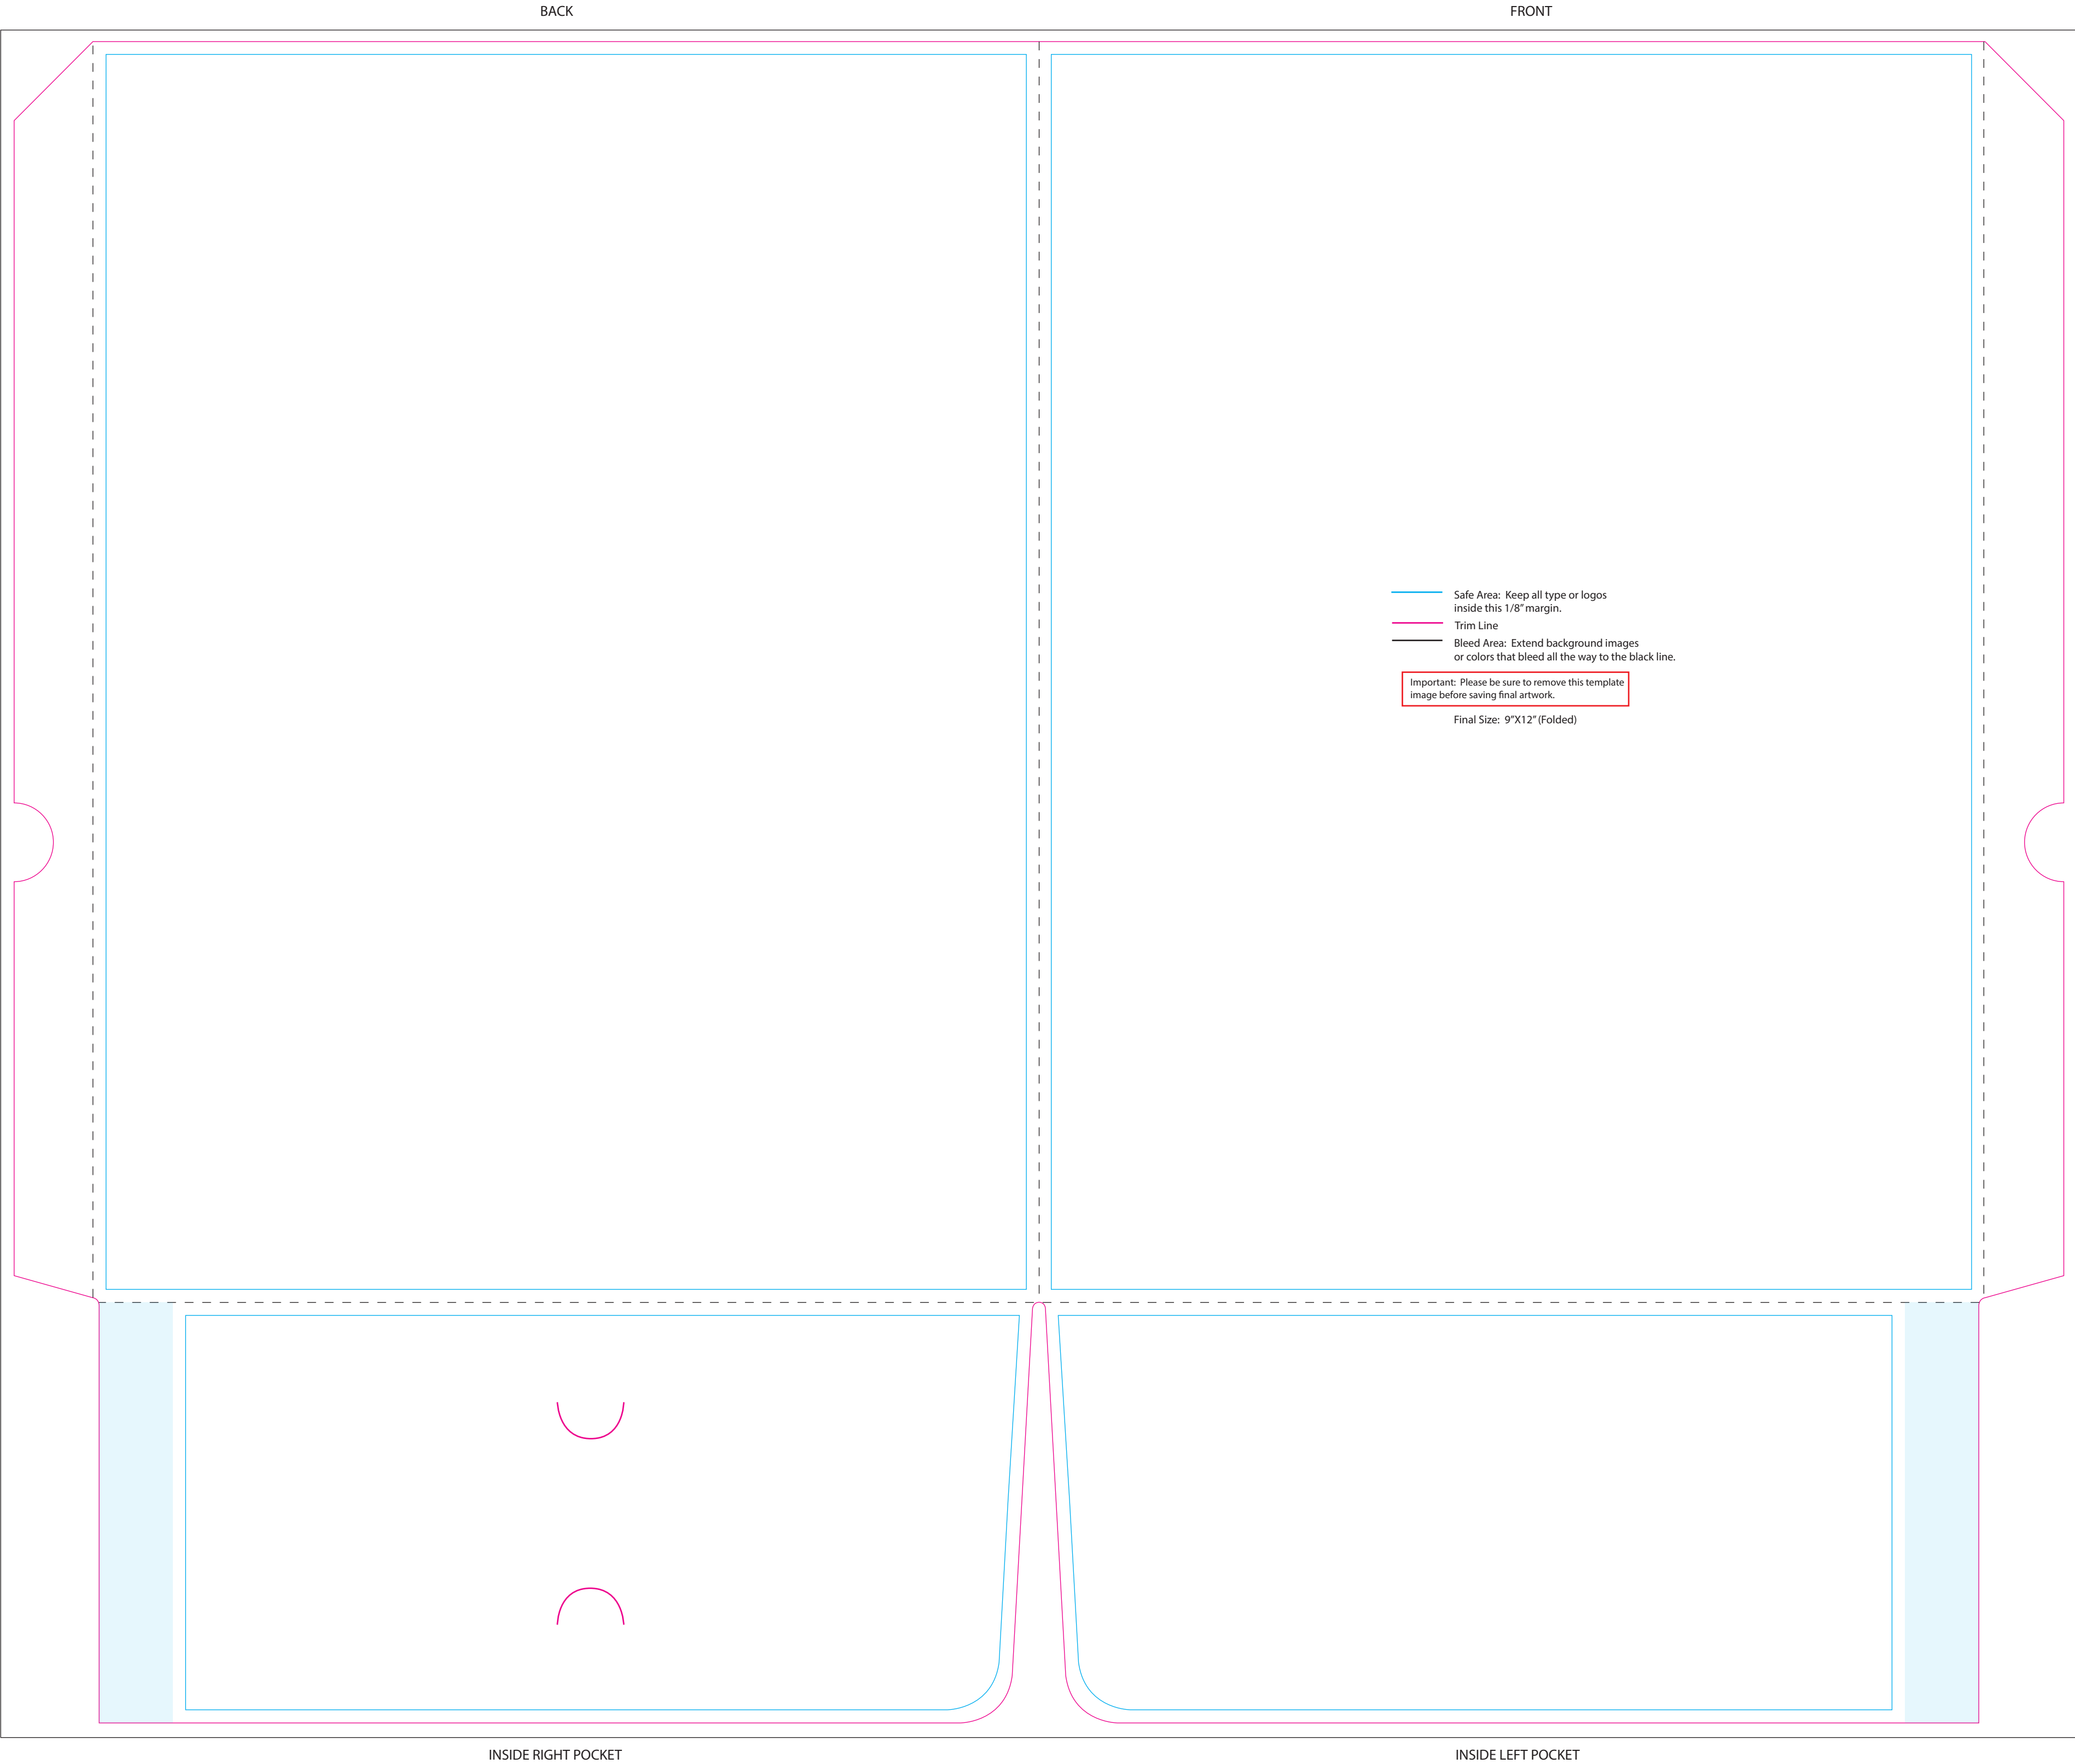 BACK
FRONT
Safe Area:  Keep all type or logos
inside this 1/8” margin.
Trim Line
Bleed Area:  Extend background images
or colors that bleed all the way to the black line.
Important:  Please be sure to remove this template
image before saving final artwork.
Final Size:  9”X12” (Folded)
INSIDE RIGHT POCKET
INSIDE LEFT POCKET